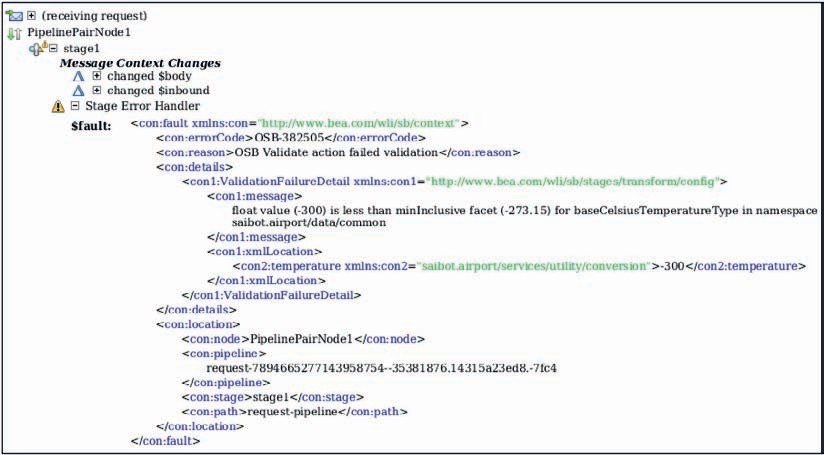 (receiving request)
PipelinePairNode1
stage1
Message Context Changes
changed $body
changed $inbound
Stage Error Handler
$fault: <con:fault xmlns:con="http://www.bea.com/wli/sb/context">
<con:errorCode>OSB-382505</con:errorCode>
<con:reason>OSB Validate action failed validation</con:reason>
<con:details>
<con1:ValidationFailureDetail xmlns:con1="http://www.bea.com/wli/sb/stages/transform/config">
<con1:message>
float value (-300) is less than minInclusive facet (-273.15) for baseCelsiusTemperatureType in namespace
saibot.airport/data/common
</con1:message>
<con1:xmlLocation>
<con2:temperature xmlns:con2="saibot.airport/services/utility/conversion">-300</con2:temperature>
</con1:xmlLocation>
</con1:ValidationFailureDetail>
</con:details>
<con:location>
<con:node>PipelinePairNode1</con:node>
<con:pipeline>
request-7894665277143958754--35381876.14315a23ed8.-7fc4
</con:pipeline>
<con:stage>stage1</con:stage>
<con:path>request-pipeline</con:path>
</con:location>
</con:fault>